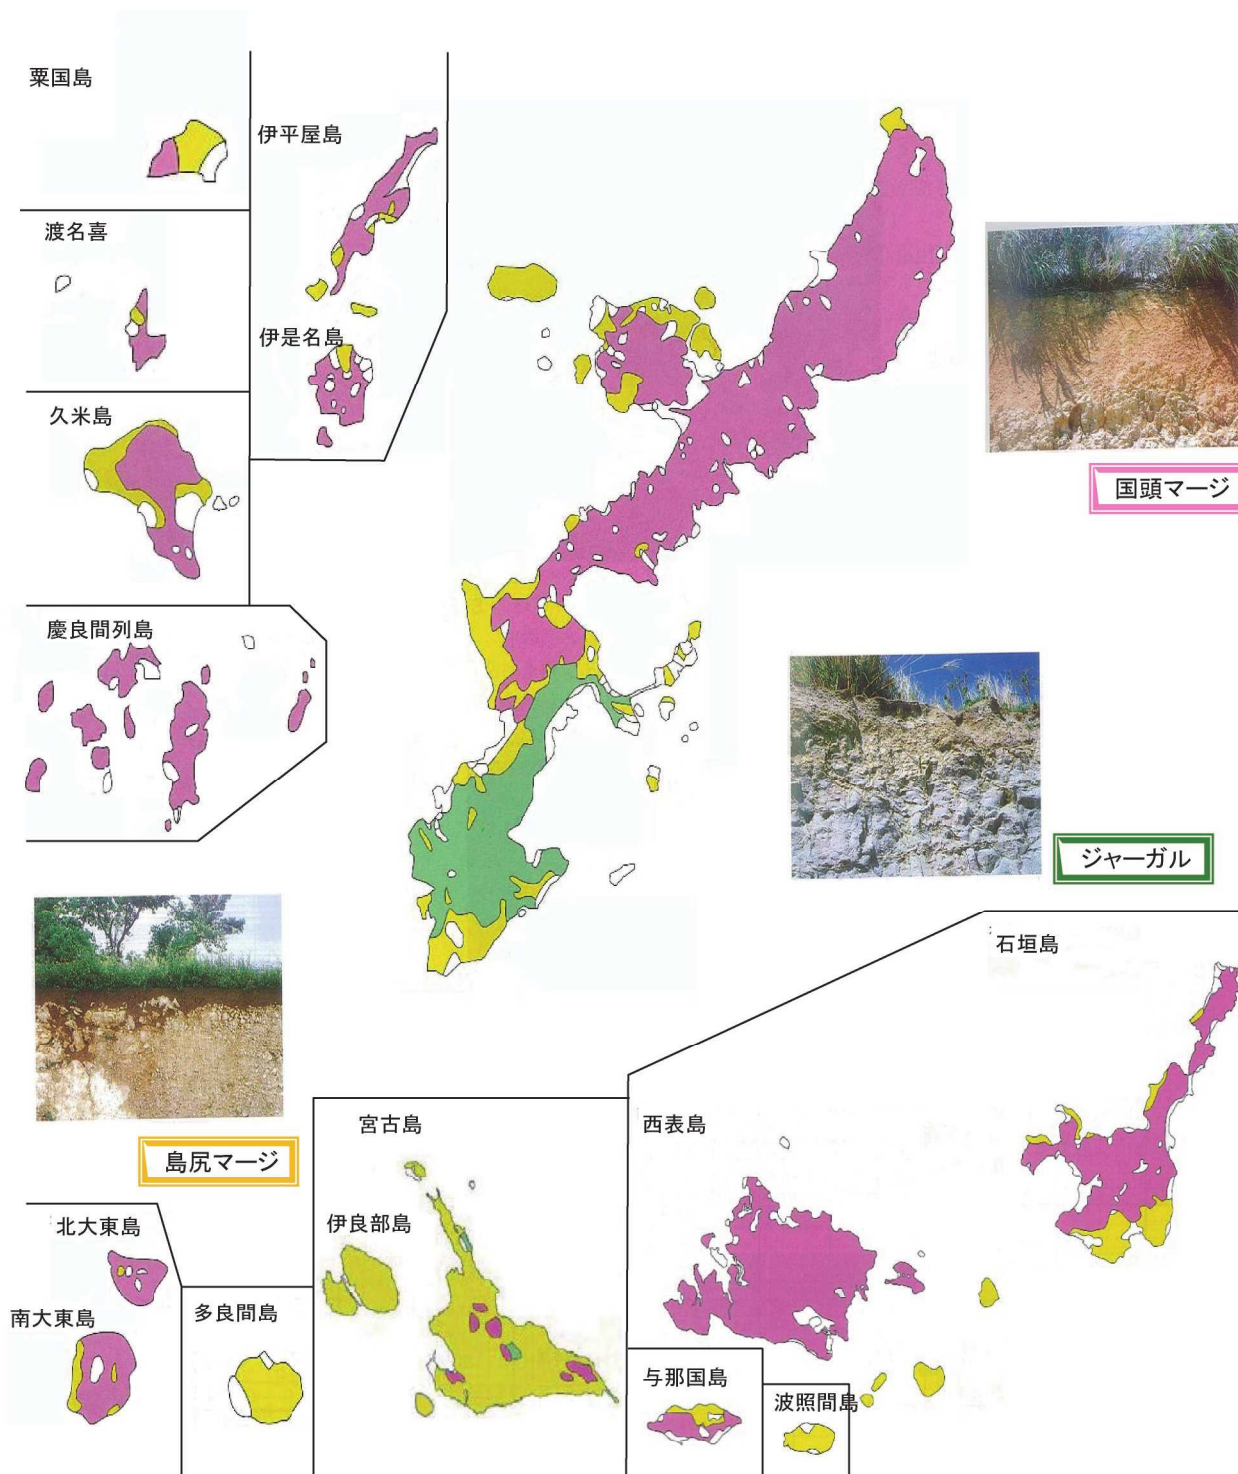 粟国島
伊平屋島
渡名喜
伊是名島
久米島
国頭マージ
慶良間列島
ジャーガル
石垣島
島尻マージ
宮古島
西表島
伊良部島
北大東島
南大東島
多良間島
与那国島
波照間島